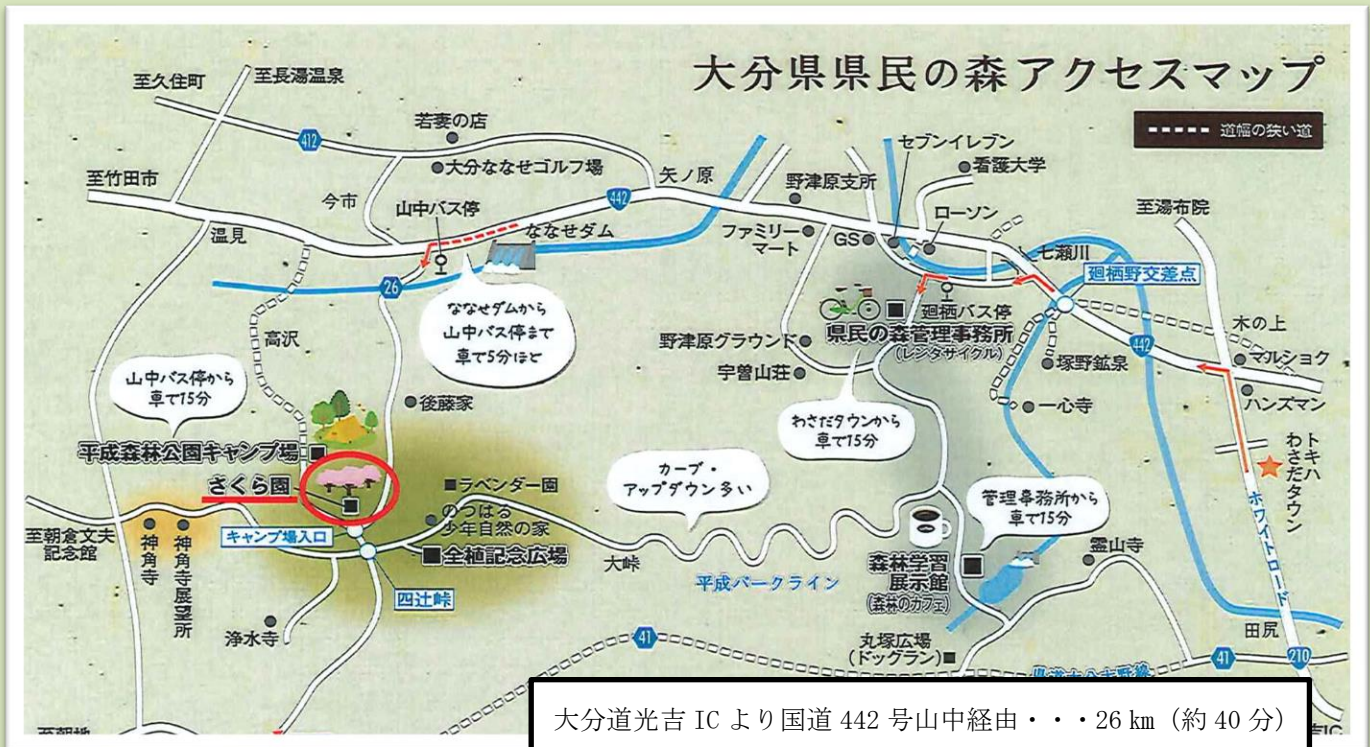 大分県県民の森アクセスマップ
道幅の狭い道
至久住町
至長湯温泉
412
若妻の店
大分ななせゴルフ場
至竹田市
今市
山中バス停
442
矢ノ原
野津原支所
セブンイレブン
看護大学
至湯布院
温見
ななせダム
ファミリー
マート
GS
ローソン
七瀬川
廻栖野交差点
26
ななせダムから
山中バス停まで
車で5分ほど
廻栖バス停
県民の森管理事務所
(レンタサイクル)
442
木の上
マルショク
高沢
野津原グラウンド
宇曽山荘
塚野鉱泉
ハンズマン
山中バス停から
車で15分
後藤家
一心寺
わさだタウンから
車で15分
トキハ
わさだタウン
平成森林公園キャンプ場
さくら園
カーブ・
アップダウン多い
ホワイトロード
ラベンダー園
のつはる
少年自然の家
管理事務所から
車で15分
至朝倉文夫
記念館
神角寺
神角寺展望所
キャンプ場入口
全植記念広場
大峠
平成パークライン
森林学習
展示館
(森林のカフェ)
霊山寺
四辻峠
浄水寺
41
丸塚広場
(ドッグラン)
田尻
41
210
大分道光吉 IC より国道 442 号山中経由・・・26 ㎞（約 40 分）